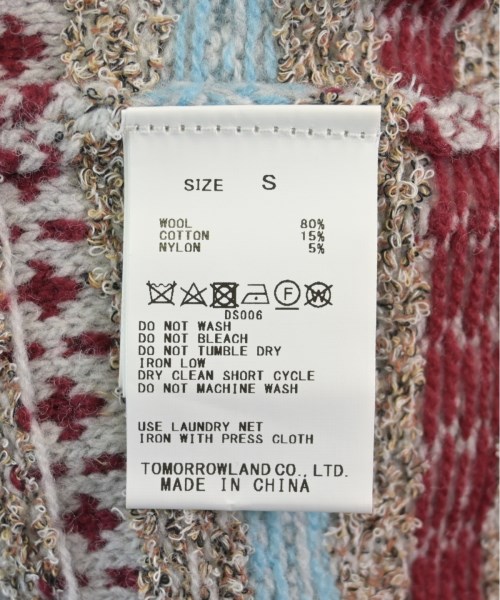 SIZE S
WOOL 80%
COTTON 15%
NYLON 5%
F W
DS006
DO NOT WASH
DO NOT BLEACH
DO NOT TUMBLE DRY
IRON LOW
DRY CLEAN SHORT CYCLE
DO NOT MACHINE WASH
USE LAUNDRY NET
IRON WITH PRESS CLOTH
TOMORROWLAND CO., LTD.
MADE IN CHINA